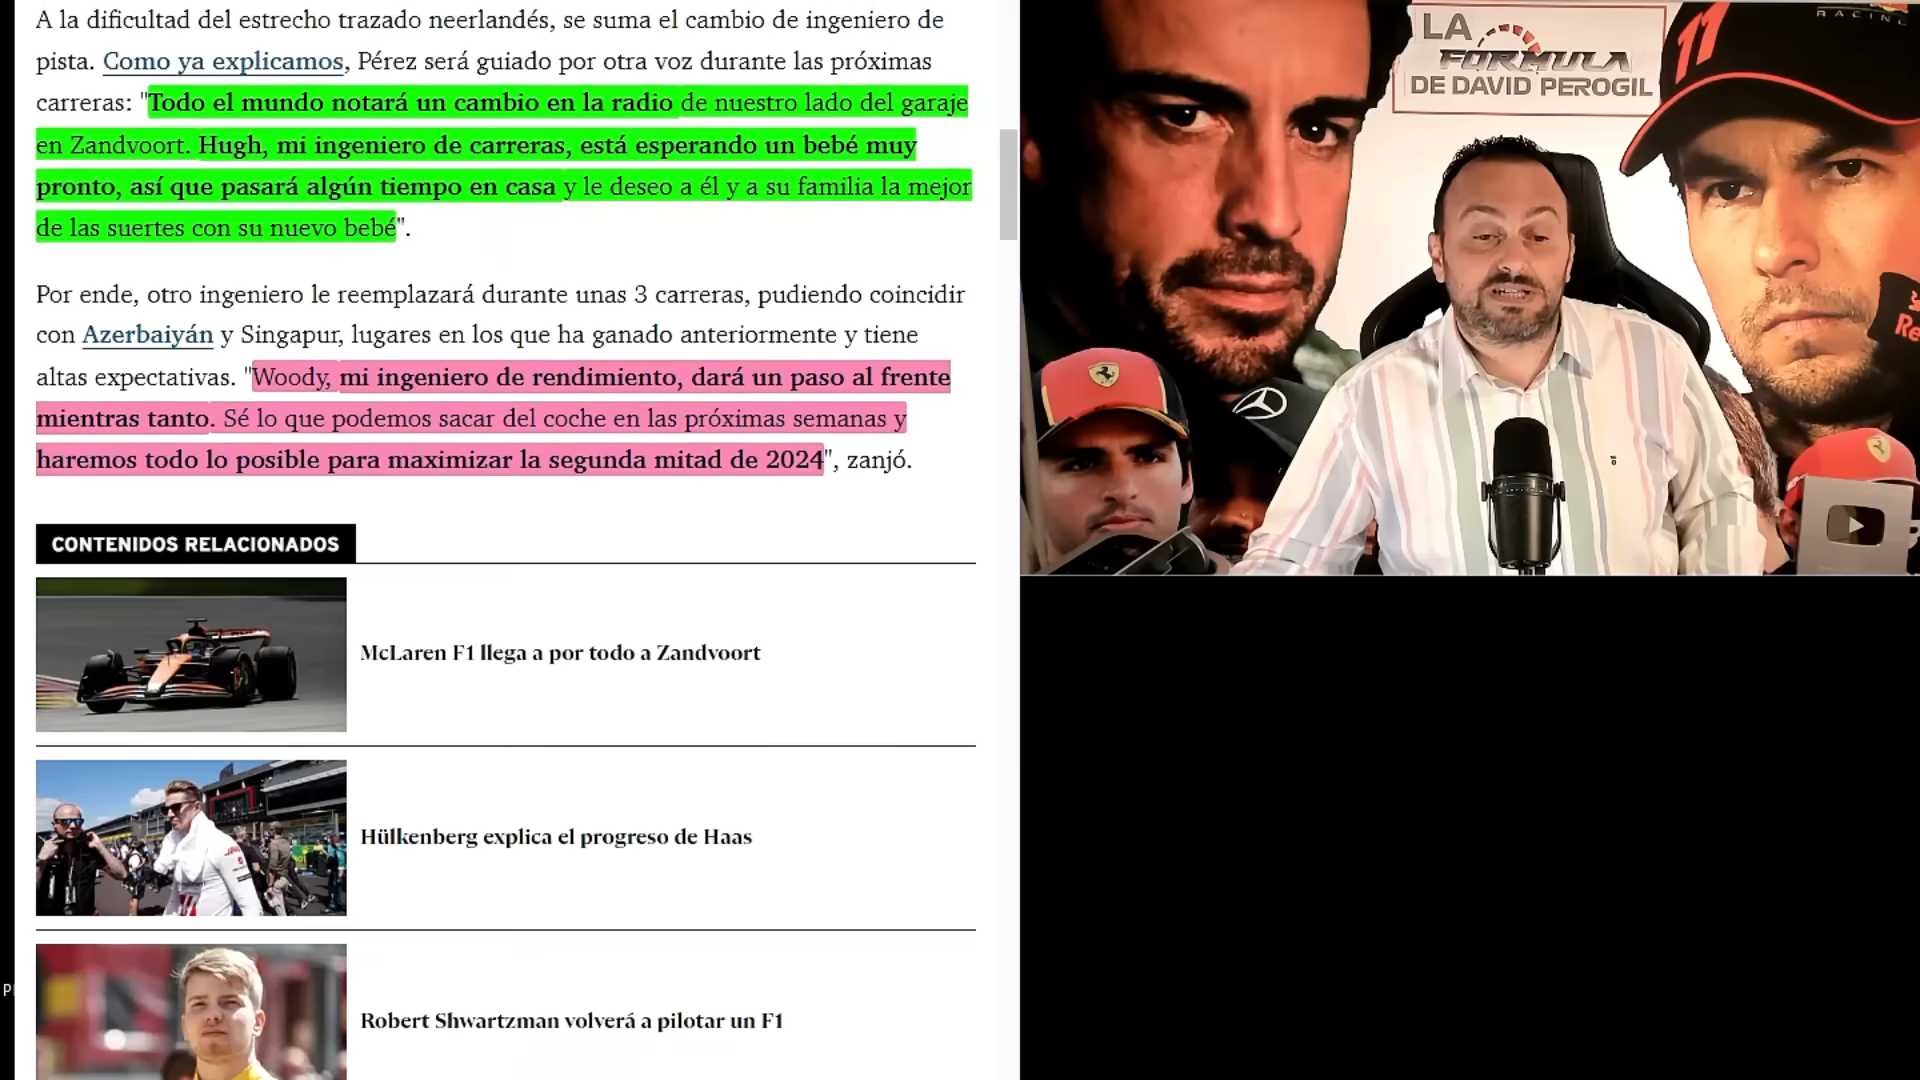 A la dificultad del estrecho trazado neerlandés, se suma el cambio de ingeniero de
pista. Como ya explicamos, Pérez será guiado por otra voz durante las próximas
carreras: "Todo el mundo notará un cambio en la radio de nuestro lado del garaje
en Zandvoort. Hugh, mi ingeniero de carreras, está esperando un bebé muy
pronto, así que pasará algún tiempo en casa y le deseo a él y a su familia la mejor
de las suertes con su nuevo bebé".
Por ende, otro ingeniero le reemplazará durante unas 3 carreras, pudiendo coincidir
con Azerbaiyán y Singapur, lugares en los que ha ganado anteriormente y tiene
altas expectativas. "Woody, mi ingeniero de rendimiento, dará un paso al frente
mientras tanto. Sé lo que podemos sacar del coche en las próximas semanas y
haremos todo lo posible para maximizar la segunda mitad de 2024", zanjó.
CONTENIDOS RELACIONADOS
McLaren F1 llega a por todo a Zandvoort
Hülkenberg explica el progreso de Haas
Robert Shwartzman volverá a pilotar un F1
LA
FÓRMULA
DE DAVID PEROGIL
RACING
11
Re
P